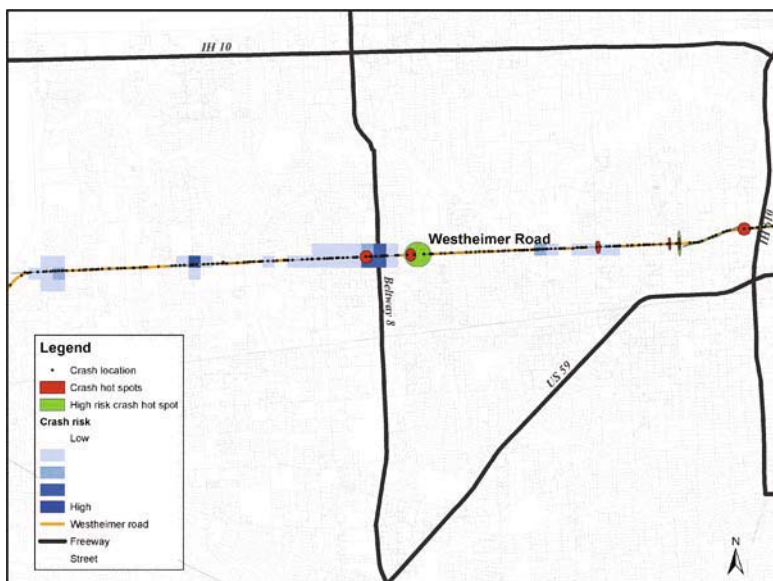 IH 10
Westheimer Road
IH 610
Beltway 8
US 59
Legend
Crash location
Crash hot spots
High risk crash hot spot
Crash risk
Low
High
Westheimer road
Freeway
Street
N